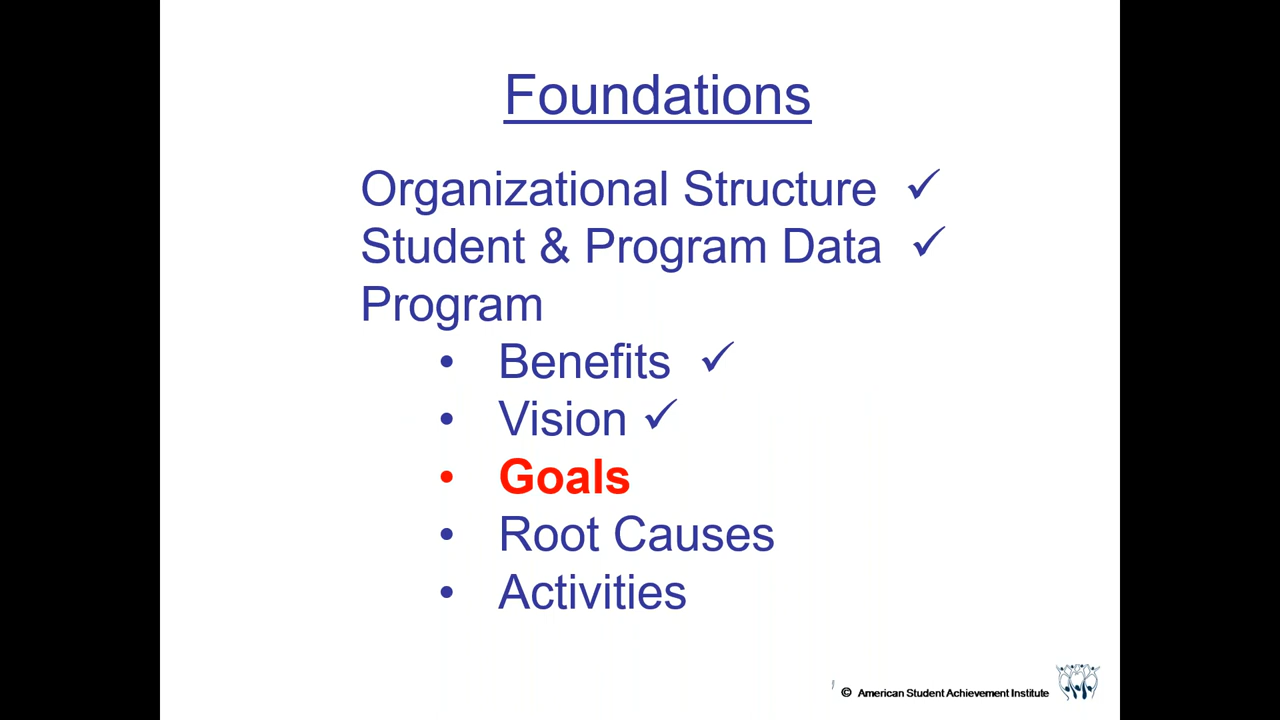 Foundations
Organizational Structure ✓
Student & Program Data ✓
Program
• Benefits ✓
• Vision ✓
• Goals
• Root Causes
• Activities
© American Student Achievement Institute